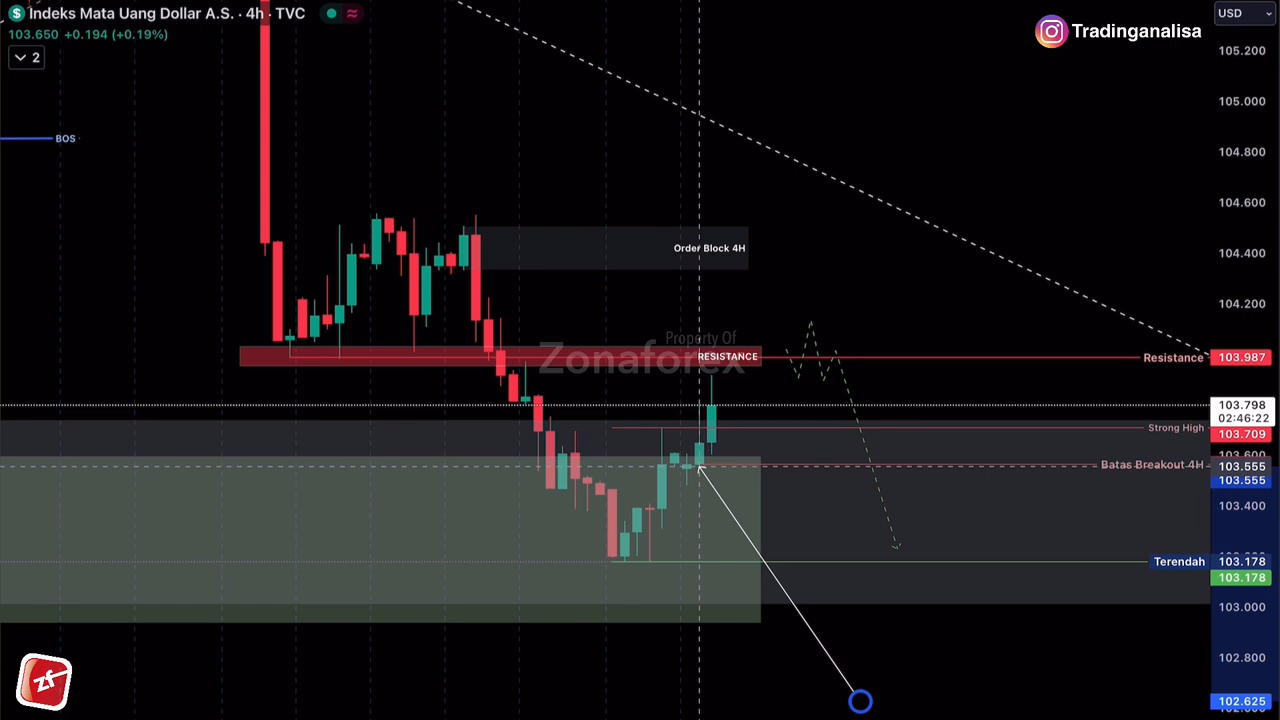 Indeks Mata Uang Dollar A.S. · 4h · TVC
103.650 +0.194 (+0.19%)
2
USD
Tradinganalisa
105.200
105.000
BOS
104.800
104.600
104.400
Order Block 4H
104.200
Property Of
Zonaforex
RESISTANCE
Resistance 103.987
103.798
02:46:22
Strong High 103.709
103.600
Batas Breakout 4H 103.555
103.555
103.400
Terendah 103.178
103.178
103.000
102.800
zf
102.625